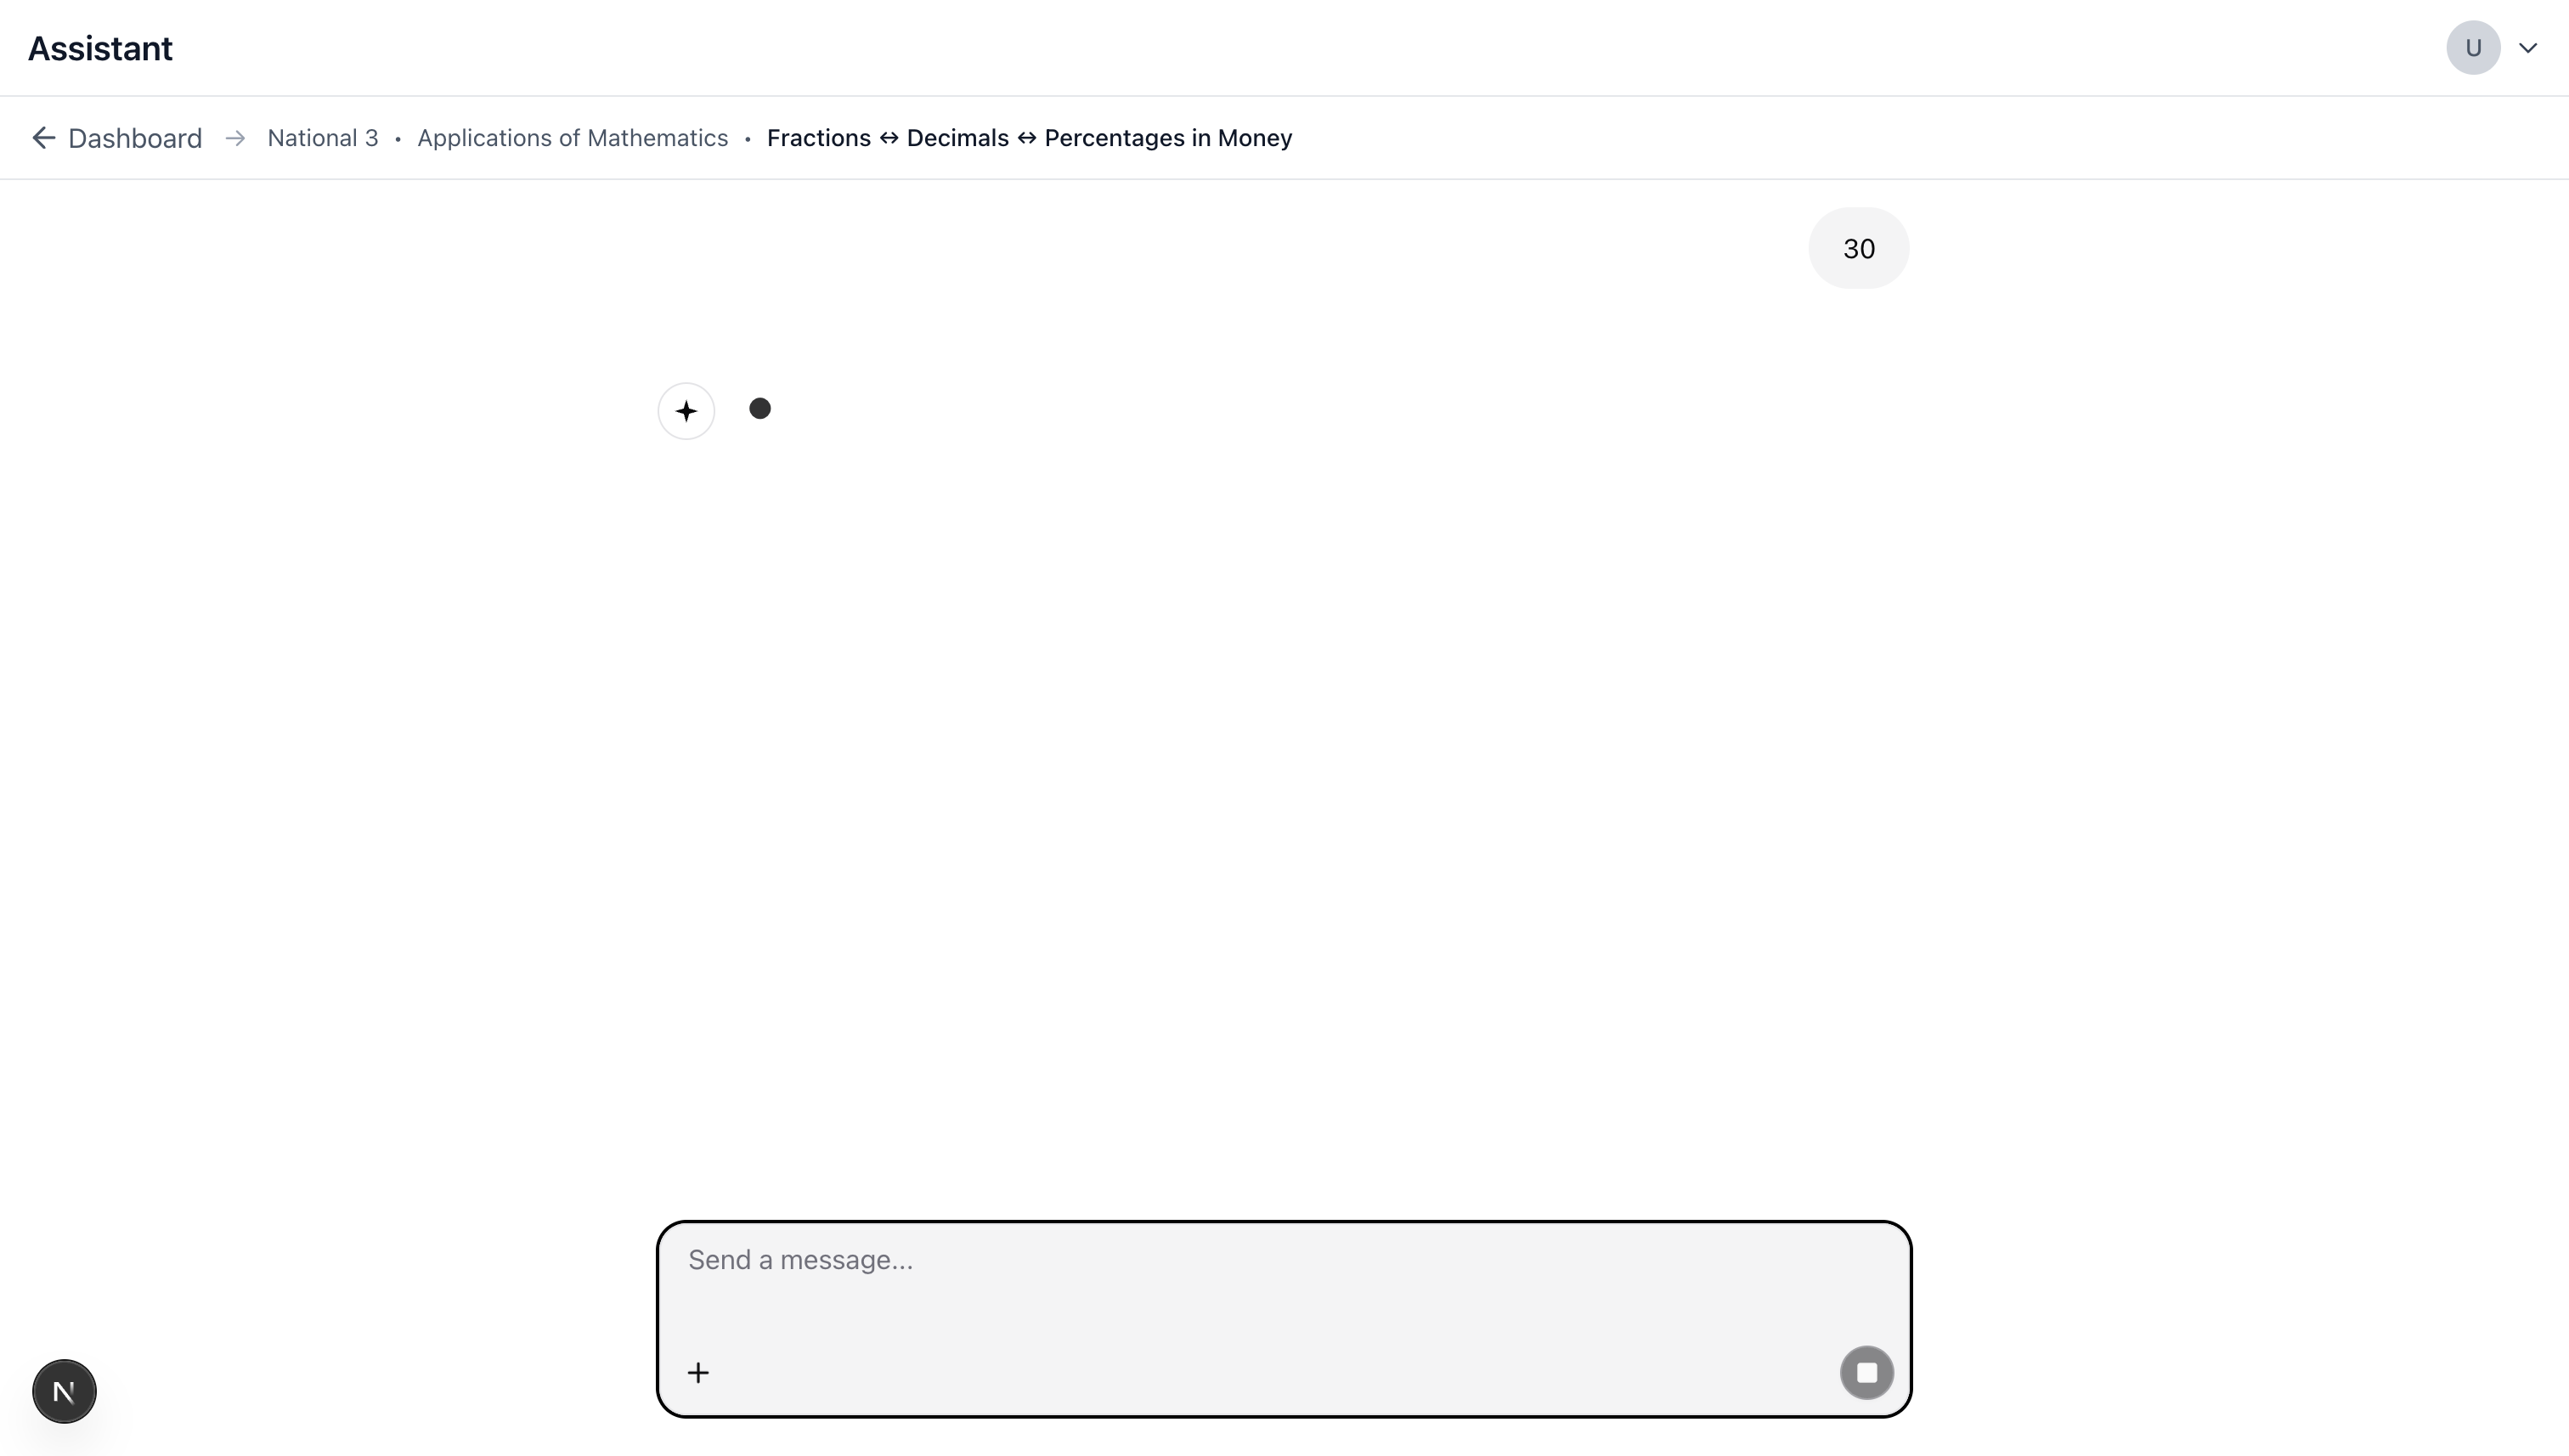 Assistant
U
Dashboard → National 3 • Applications of Mathematics • Fractions ↔ Decimals ↔ Percentages in Money
30
Send a message...
N